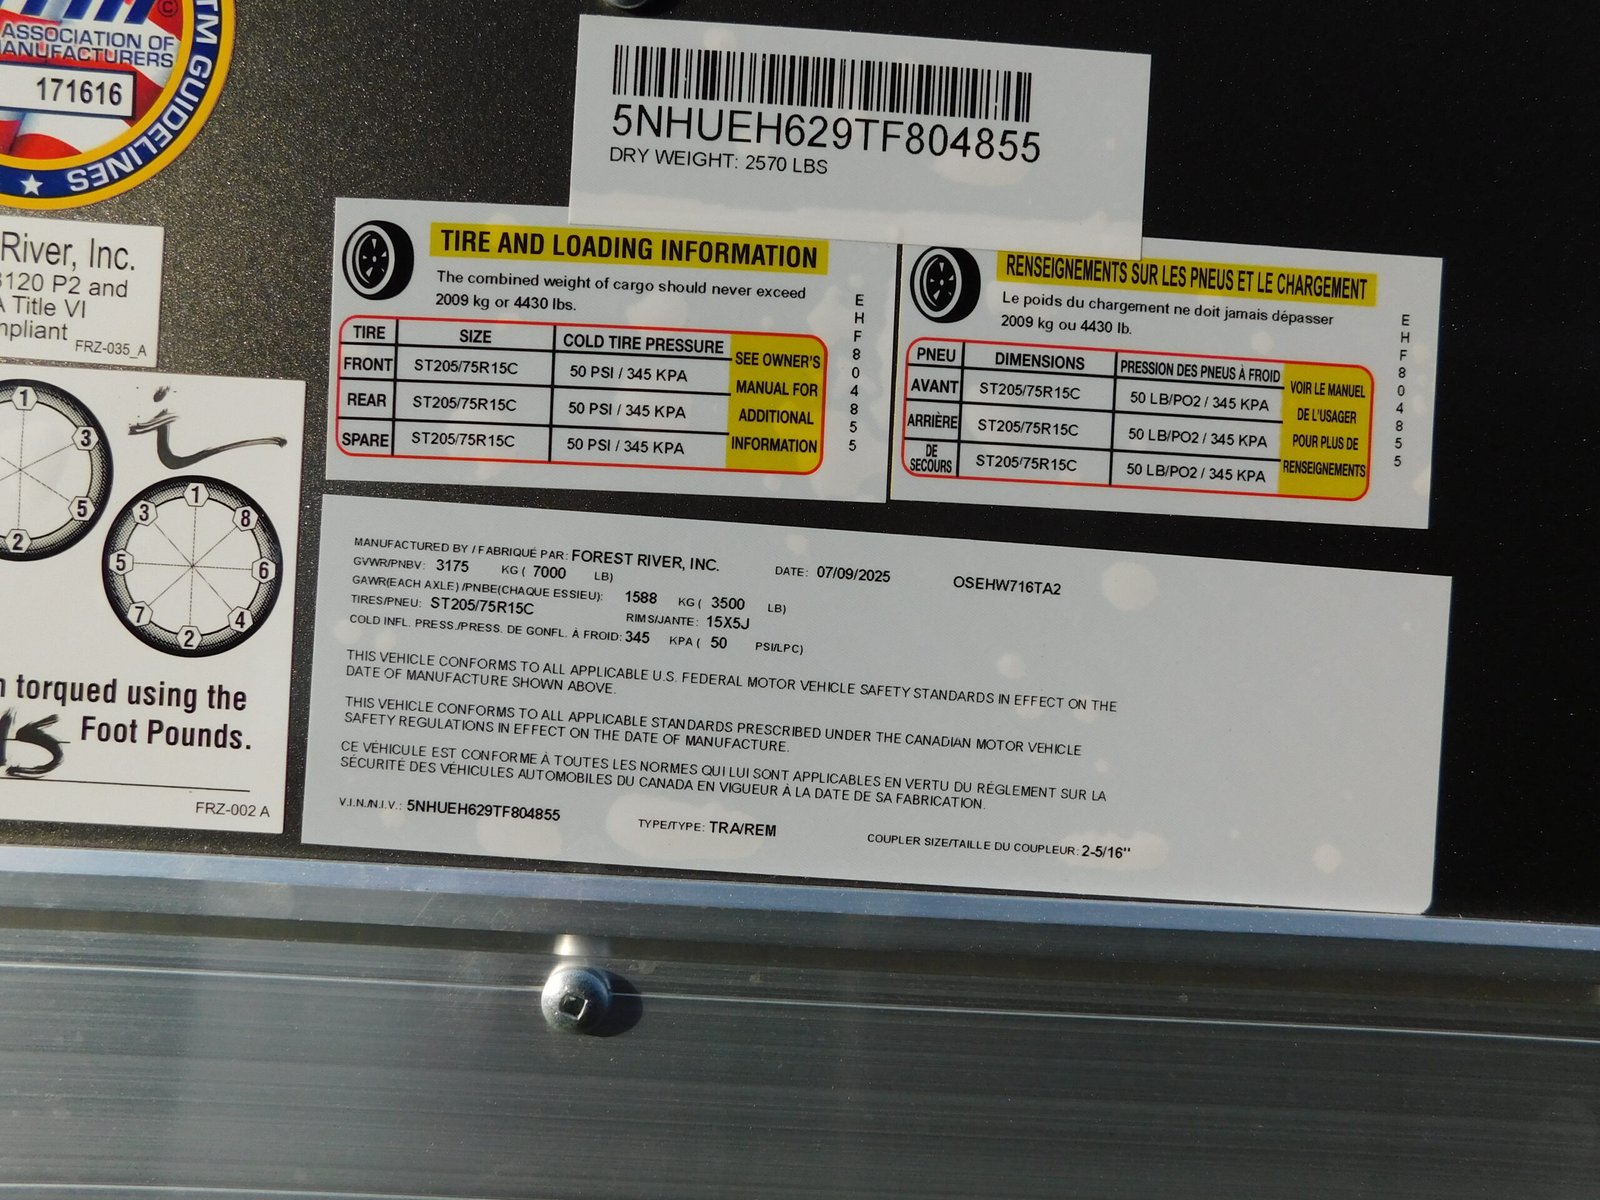 TM GUIDELINES ★
©
ASSOCIATION OF
MANUFACTURERS
171616
River, Inc.
3120 P2 and
A Title VI
mpliant
FRZ-035_A
1
3
5
2
1
8
6
4
2
7
5
3
torqued using the
Foot Pounds.
FRZ-002 A
5NHUEH629TF804855
DRY WEIGHT: 2570 LBS
TIRE AND LOADING INFORMATION
The combined weight of cargo should never exceed
2009 kg or 4430 lbs.
TIRE SIZE COLD TIRE PRESSURE
FRONT ST205/75R15C 50 PSI / 345 KPA
REAR ST205/75R15C 50 PSI / 345 KPA
SPARE ST205/75R15C 50 PSI / 345 KPA
SEE OWNER'S
MANUAL FOR
ADDITIONAL
INFORMATION
EHF804855
RENSEIGNEMENTS SUR LES PNEUS ET LE CHARGEMENT
Le poids du chargement ne doit jamais dépasser
2009 kg ou 4430 lb.
PNEU DIMENSIONS PRESSION DES PNEUS À FROID
AVANT ST205/75R15C 50 LB/PO2 / 345 KPA
ARRIÈRE ST205/75R15C 50 LB/PO2 / 345 KPA
DE SECOURS ST205/75R15C 50 LB/PO2 / 345 KPA
VOIR LE MANUEL
DE L'USAGER
POUR PLUS DE
RENSEIGNEMENTS
EHF804855
MANUFACTURED BY / FABRIQUÉ PAR: FOREST RIVER, INC. DATE: 07/09/2025 OSEHW716TA2
GVWR/PNBV: 3175 KG ( 7000 LB)
GAWR(EACH AXLE) /PNBE(CHAQUE ESSIEU): 1588 KG ( 3500 LB)
TIRES/PNEU: ST205/75R15C RIMS/JANTE: 15X5J
COLD INFL. PRESS./PRESS. DE GONFL. À FROID: 345 KPA ( 50 PSI/LPC)
THIS VEHICLE CONFORMS TO ALL APPLICABLE U.S. FEDERAL MOTOR VEHICLE SAFETY STANDARDS IN EFFECT ON THE
DATE OF MANUFACTURE SHOWN ABOVE.
THIS VEHICLE CONFORMS TO ALL APPLICABLE STANDARDS PRESCRIBED UNDER THE CANADIAN MOTOR VEHICLE
SAFETY REGULATIONS IN EFFECT ON THE DATE OF MANUFACTURE.
CE VÉHICULE EST CONFORME À TOUTES LES NORMES QUI LUI SONT APPLICABLES EN VERTU DU RÉGLEMENT SUR LA
SÉCURITÉ DES VÉHICULES AUTOMOBILES DU CANADA EN VIGUEUR À LA DATE DE SA FABRICATION.
V.I.N./N.I.V.: 5NHUEH629TF804855 TYPE/TYPE: TRA/REM COUPLER SIZE/TAILLE DU COUPLEUR: 2-5/16"